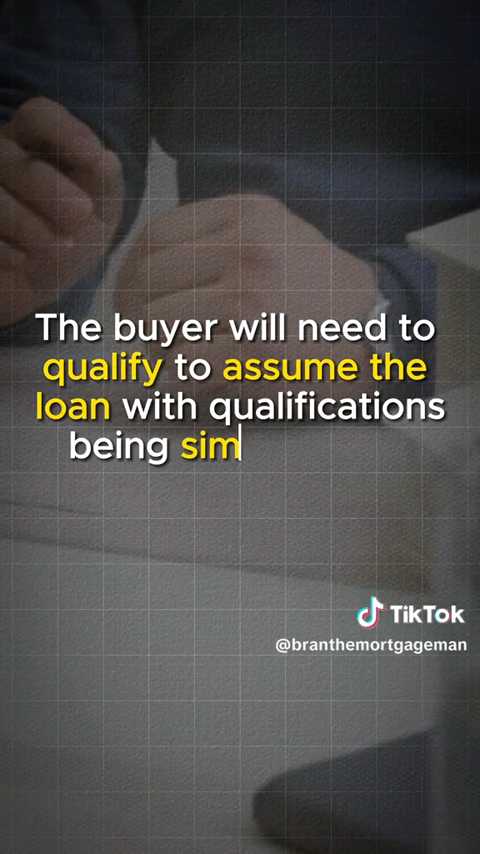 The buyer will need to
qualify to assume the
loan with qualifications
being sim
TikTok
@branthemortgageman